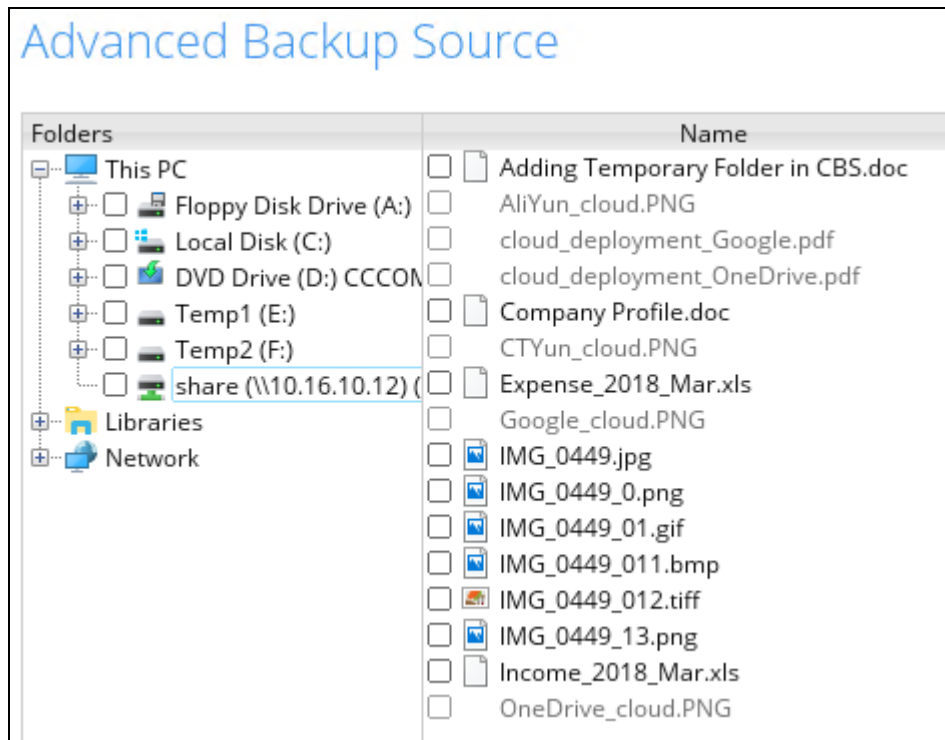 Advanced Backup Source
Folders
This PC
Floppy Disk Drive (A:)
Local Disk (C:)
DVD Drive (D:) CCCOM
Temp1 (E:)
Temp2 (F:)
share (\\10.16.10.12) (
Libraries
Network
Name
Adding Temporary Folder in CBS.doc
AliYun_cloud.PNG
cloud_deployment_Google.pdf
cloud_deployment_OneDrive.pdf
Company Profile.doc
CTYun_cloud.PNG
Expense_2018_Mar.xls
Google_cloud.PNG
IMG_0449.jpg
IMG_0449_0.png
IMG_0449_01.gif
IMG_0449_011.bmp
IMG_0449_012.tiff
IMG_0449_13.png
Income_2018_Mar.xls
OneDrive_cloud.PNG